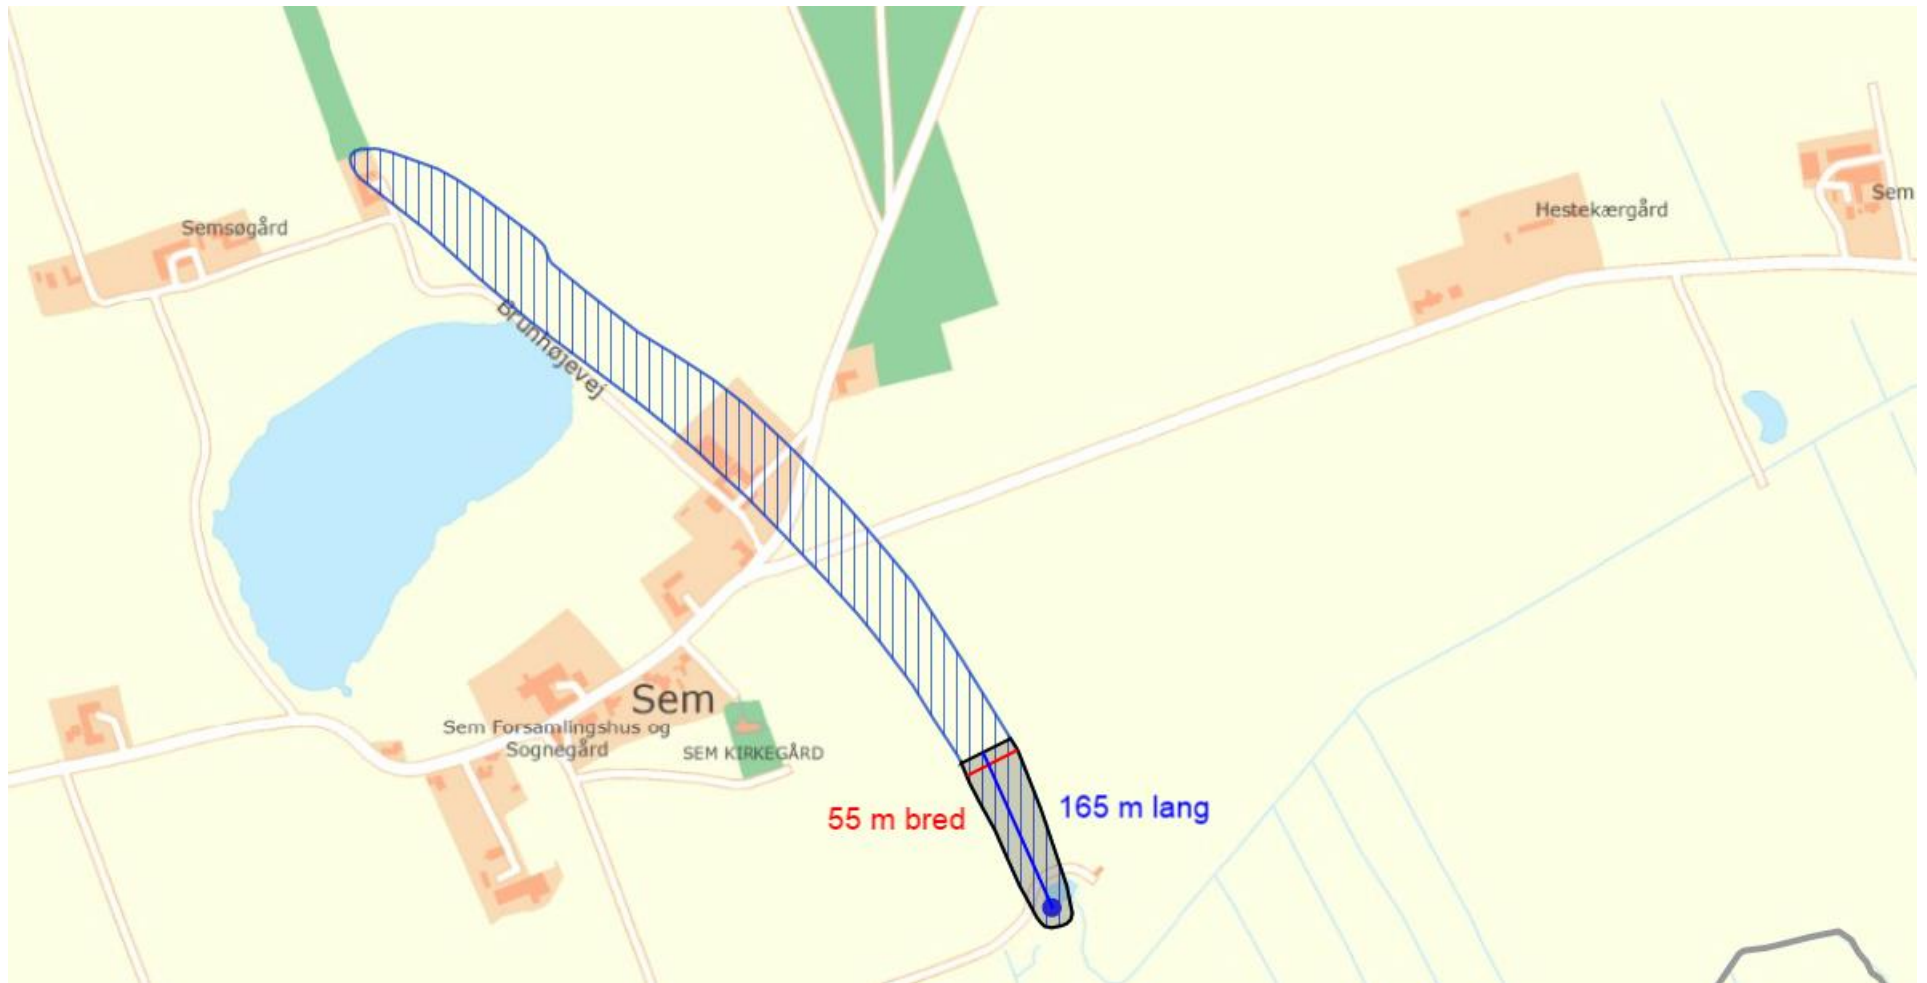 Semsøgård
Hestekærgård
Sem
Brunhøjevej
Sem
Sem Forsamlingshus og
Sognegård
SEM KIRKEGÅRD
55 m bred
165 m lang